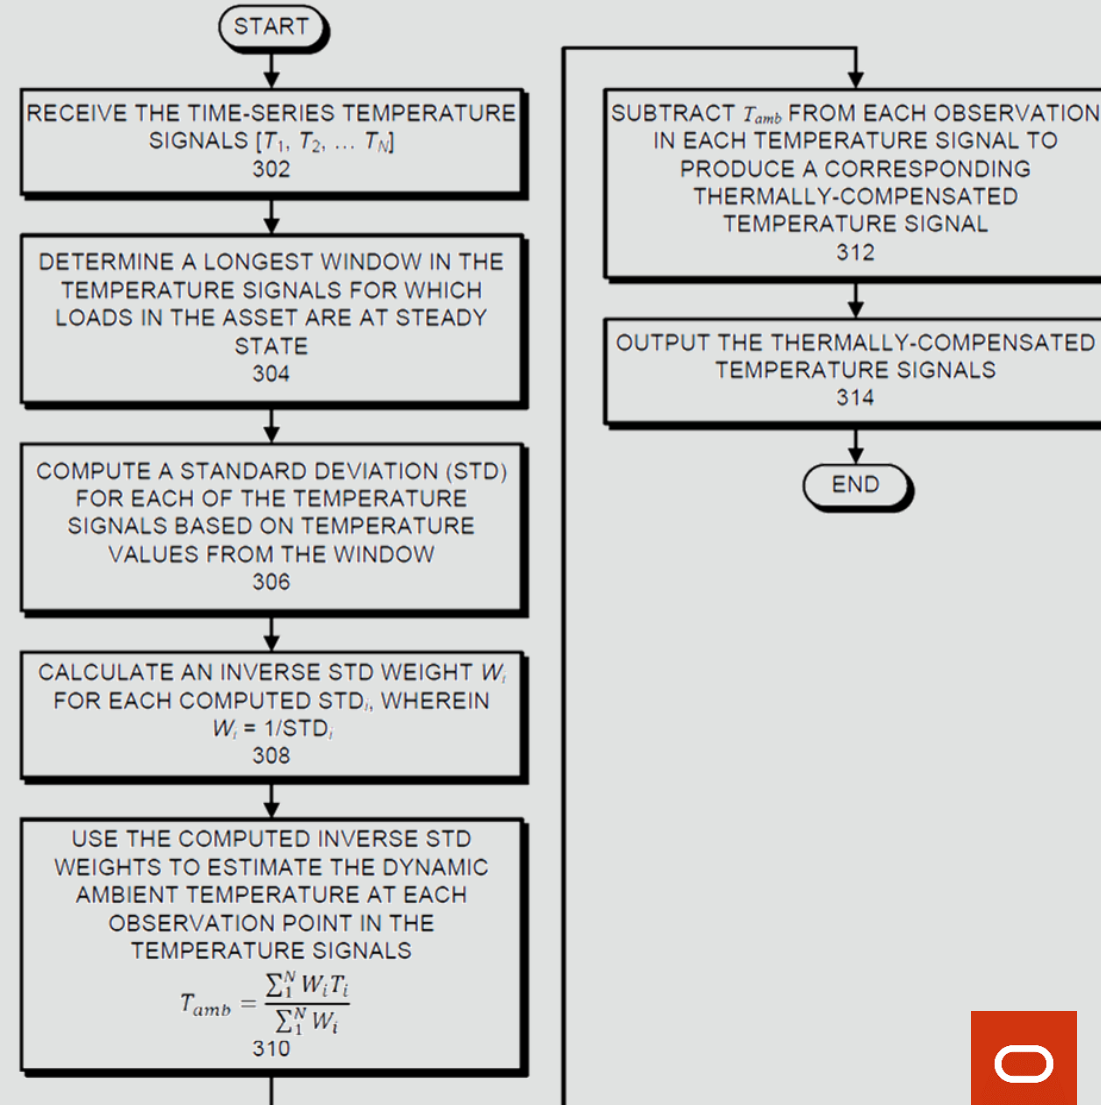 START
RECEIVE THE TIME-SERIES TEMPERATURE
SIGNALS [T₁, T₂, … T_N]
302
DETERMINE A LONGEST WINDOW IN THE
TEMPERATURE SIGNALS FOR WHICH
LOADS IN THE ASSET ARE AT STEADY
STATE
304
COMPUTE A STANDARD DEVIATION (STD)
FOR EACH OF THE TEMPERATURE
SIGNALS BASED ON TEMPERATURE
VALUES FROM THE WINDOW
306
CALCULATE AN INVERSE STD WEIGHT Wᵢ
FOR EACH COMPUTED STDᵢ, WHEREIN
Wᵢ = 1/STDᵢ
308
USE THE COMPUTED INVERSE STD
WEIGHTS TO ESTIMATE THE DYNAMIC
AMBIENT TEMPERATURE AT EACH
OBSERVATION POINT IN THE
TEMPERATURE SIGNALS
T_amb = ∑₁ᴺ WᵢTᵢ / ∑₁ᴺ Wᵢ
310
SUBTRACT T_amb FROM EACH OBSERVATION
IN EACH TEMPERATURE SIGNAL TO
PRODUCE A CORRESPONDING
THERMALLY-COMPENSATED
TEMPERATURE SIGNAL
312
OUTPUT THE THERMALLY-COMPENSATED
TEMPERATURE SIGNALS
314
END